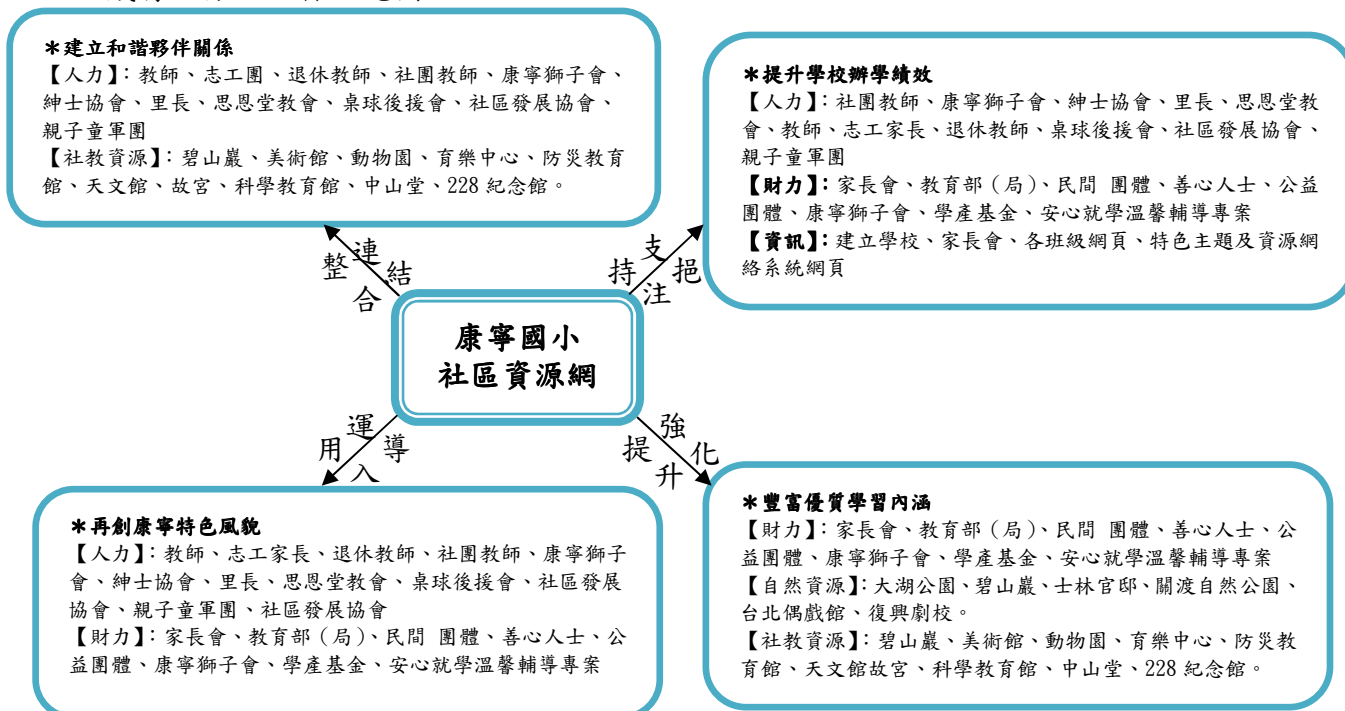 ＊建立和諧夥伴關係
【人力】：教師、志工團、退休教師、社團教師、康寧獅子會、
紳士協會、里長、思恩堂教會、桌球後援會、社區發展協會、
親子童軍團
【社教資源】：碧山巖、美術館、動物園、育樂中心、防災教育
館、天文館、故宮、科學教育館、中山堂、228 紀念館。
＊提升學校辦學績效
【人力】：社團教師、康寧獅子會、紳士協會、里長、思恩堂教
會、教師、志工家長、退休教師、桌球後援會、社區發展協會、
親子童軍團
【財力】：家長會、教育部（局）、民間 團體、善心人士、公益
團體、康寧獅子會、學產基金、安心就學溫馨輔導專案
【資訊】：建立學校、家長會、各班級網頁、特色主題及資源網
絡系統網頁
連結
整合
支持
挹注
康寧國小
社區資源網
運用
導入
強化
提升
＊再創康寧特色風貌
【人力】：教師、志工家長、退休教師、社團教師、康寧獅子
會、紳士協會、里長、思恩堂教會、桌球後援會、社區發展
協會、親子童軍團、社區發展協會
【財力】：家長會、教育部（局）、民間 團體、善心人士、公
益團體、康寧獅子會、學產基金、安心就學溫馨輔導專案
＊豐富優質學習內涵
【財力】：家長會、教育部（局）、民間 團體、善心人士、公
益團體、康寧獅子會、學產基金、安心就學溫馨輔導專案
【自然資源】：大湖公園、碧山巖、士林官邸、關渡自然公園、
台北偶戲館、復興劇校。
【社教資源】：碧山巖、美術館、動物園、育樂中心、防災教
育館、天文館故宮、科學教育館、中山堂、228 紀念館。